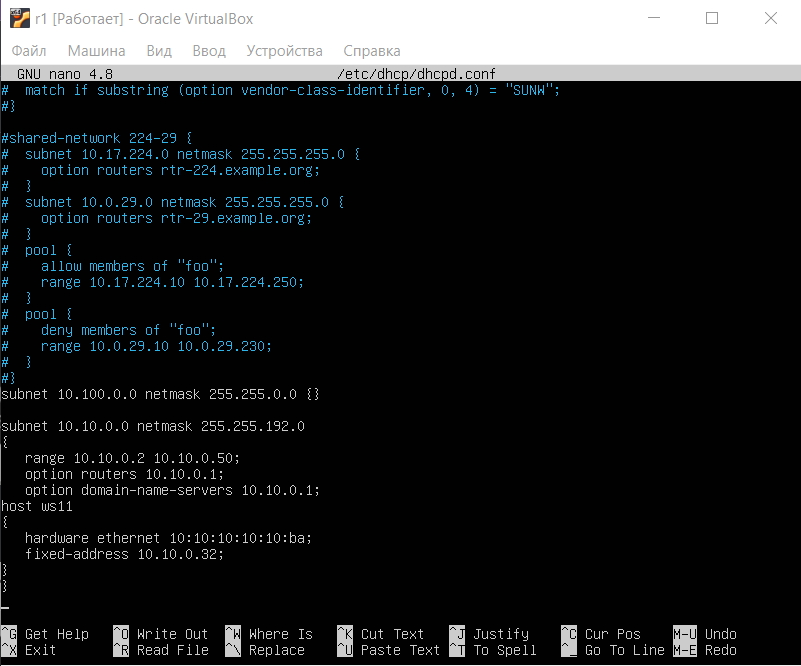 r1 [Работает] - Oracle VirtualBox
Файл Машина Вид Ввод Устройства Справка
GNU nano 4.8 /etc/dhcp/dhcpd.conf
#  match if substring (option vendor-class-identifier, 0, 4) = "SUNW";
#}

#shared-network 224-29 {
#  subnet 10.17.224.0 netmask 255.255.255.0 {
#    option routers rtr-224.example.org;
#  }
#  subnet 10.0.29.0 netmask 255.255.255.0 {
#    option routers rtr-29.example.org;
#  }
#  pool {
#    allow members of "foo";
#    range 10.17.224.10 10.17.224.250;
#  }
#  pool {
#    deny members of "foo";
#    range 10.0.29.10 10.0.29.230;
#  }
#}
subnet 10.100.0.0 netmask 255.255.0.0 {}

subnet 10.10.0.0 netmask 255.255.192.0
{
   range 10.10.0.2 10.10.0.50;
   option routers 10.10.0.1;
   option domain-name-servers 10.10.0.1;
host ws11
{
   hardware ethernet 10:10:10:10:10:ba;
   fixed-address 10.10.0.32;
}
}

^G Get Help ^O Write Out ^W Where Is ^K Cut Text ^J Justify ^C Cur Pos M-U Undo
^X Exit ^R Read File ^\ Replace ^U Paste Text ^T To Spell ^_ Go To Line M-E Redo